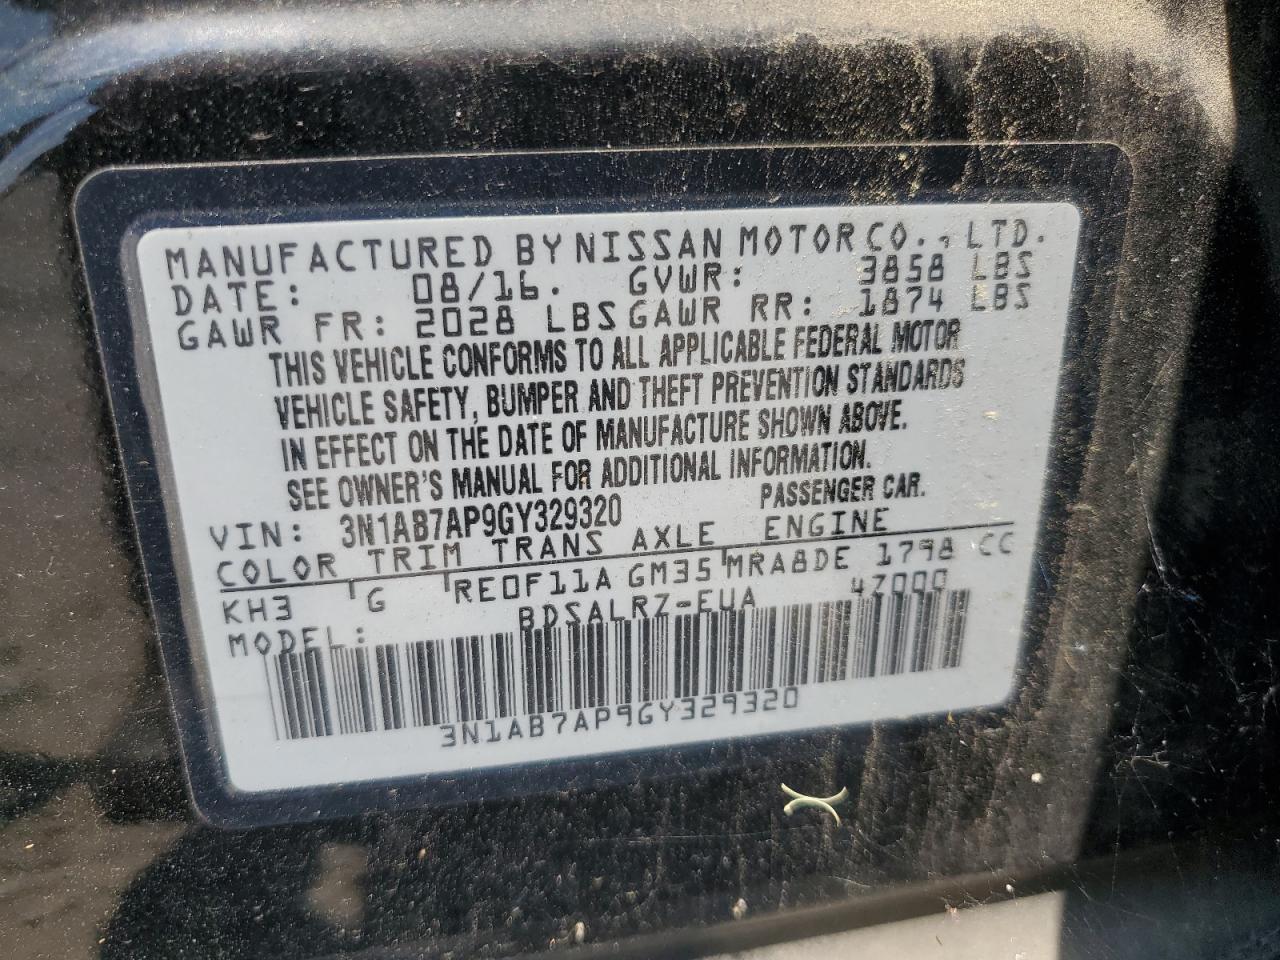 MANUFACTURED BY NISSAN MOTOR CO., LTD.
DATE: 08/16. GVWR: 3858 LBS
GAWR FR: 2028 LBS GAWR RR: 1874 LBS
THIS VEHICLE CONFORMS TO ALL APPLICABLE FEDERAL MOTOR
VEHICLE SAFETY, BUMPER AND THEFT PREVENTION STANDARDS
IN EFFECT ON THE DATE OF MANUFACTURE SHOWN ABOVE.
SEE OWNER'S MANUAL FOR ADDITIONAL INFORMATION.
VIN: 3N1AB7AP9GY329320 PASSENGER CAR.
COLOR TRIM TRANS AXLE ENGINE
KH3 G RE0F11A GM35 MRA8DE 1798 CC
MODEL: BDSALRZ-EUA 4Z000
3N1AB7AP9GY329320